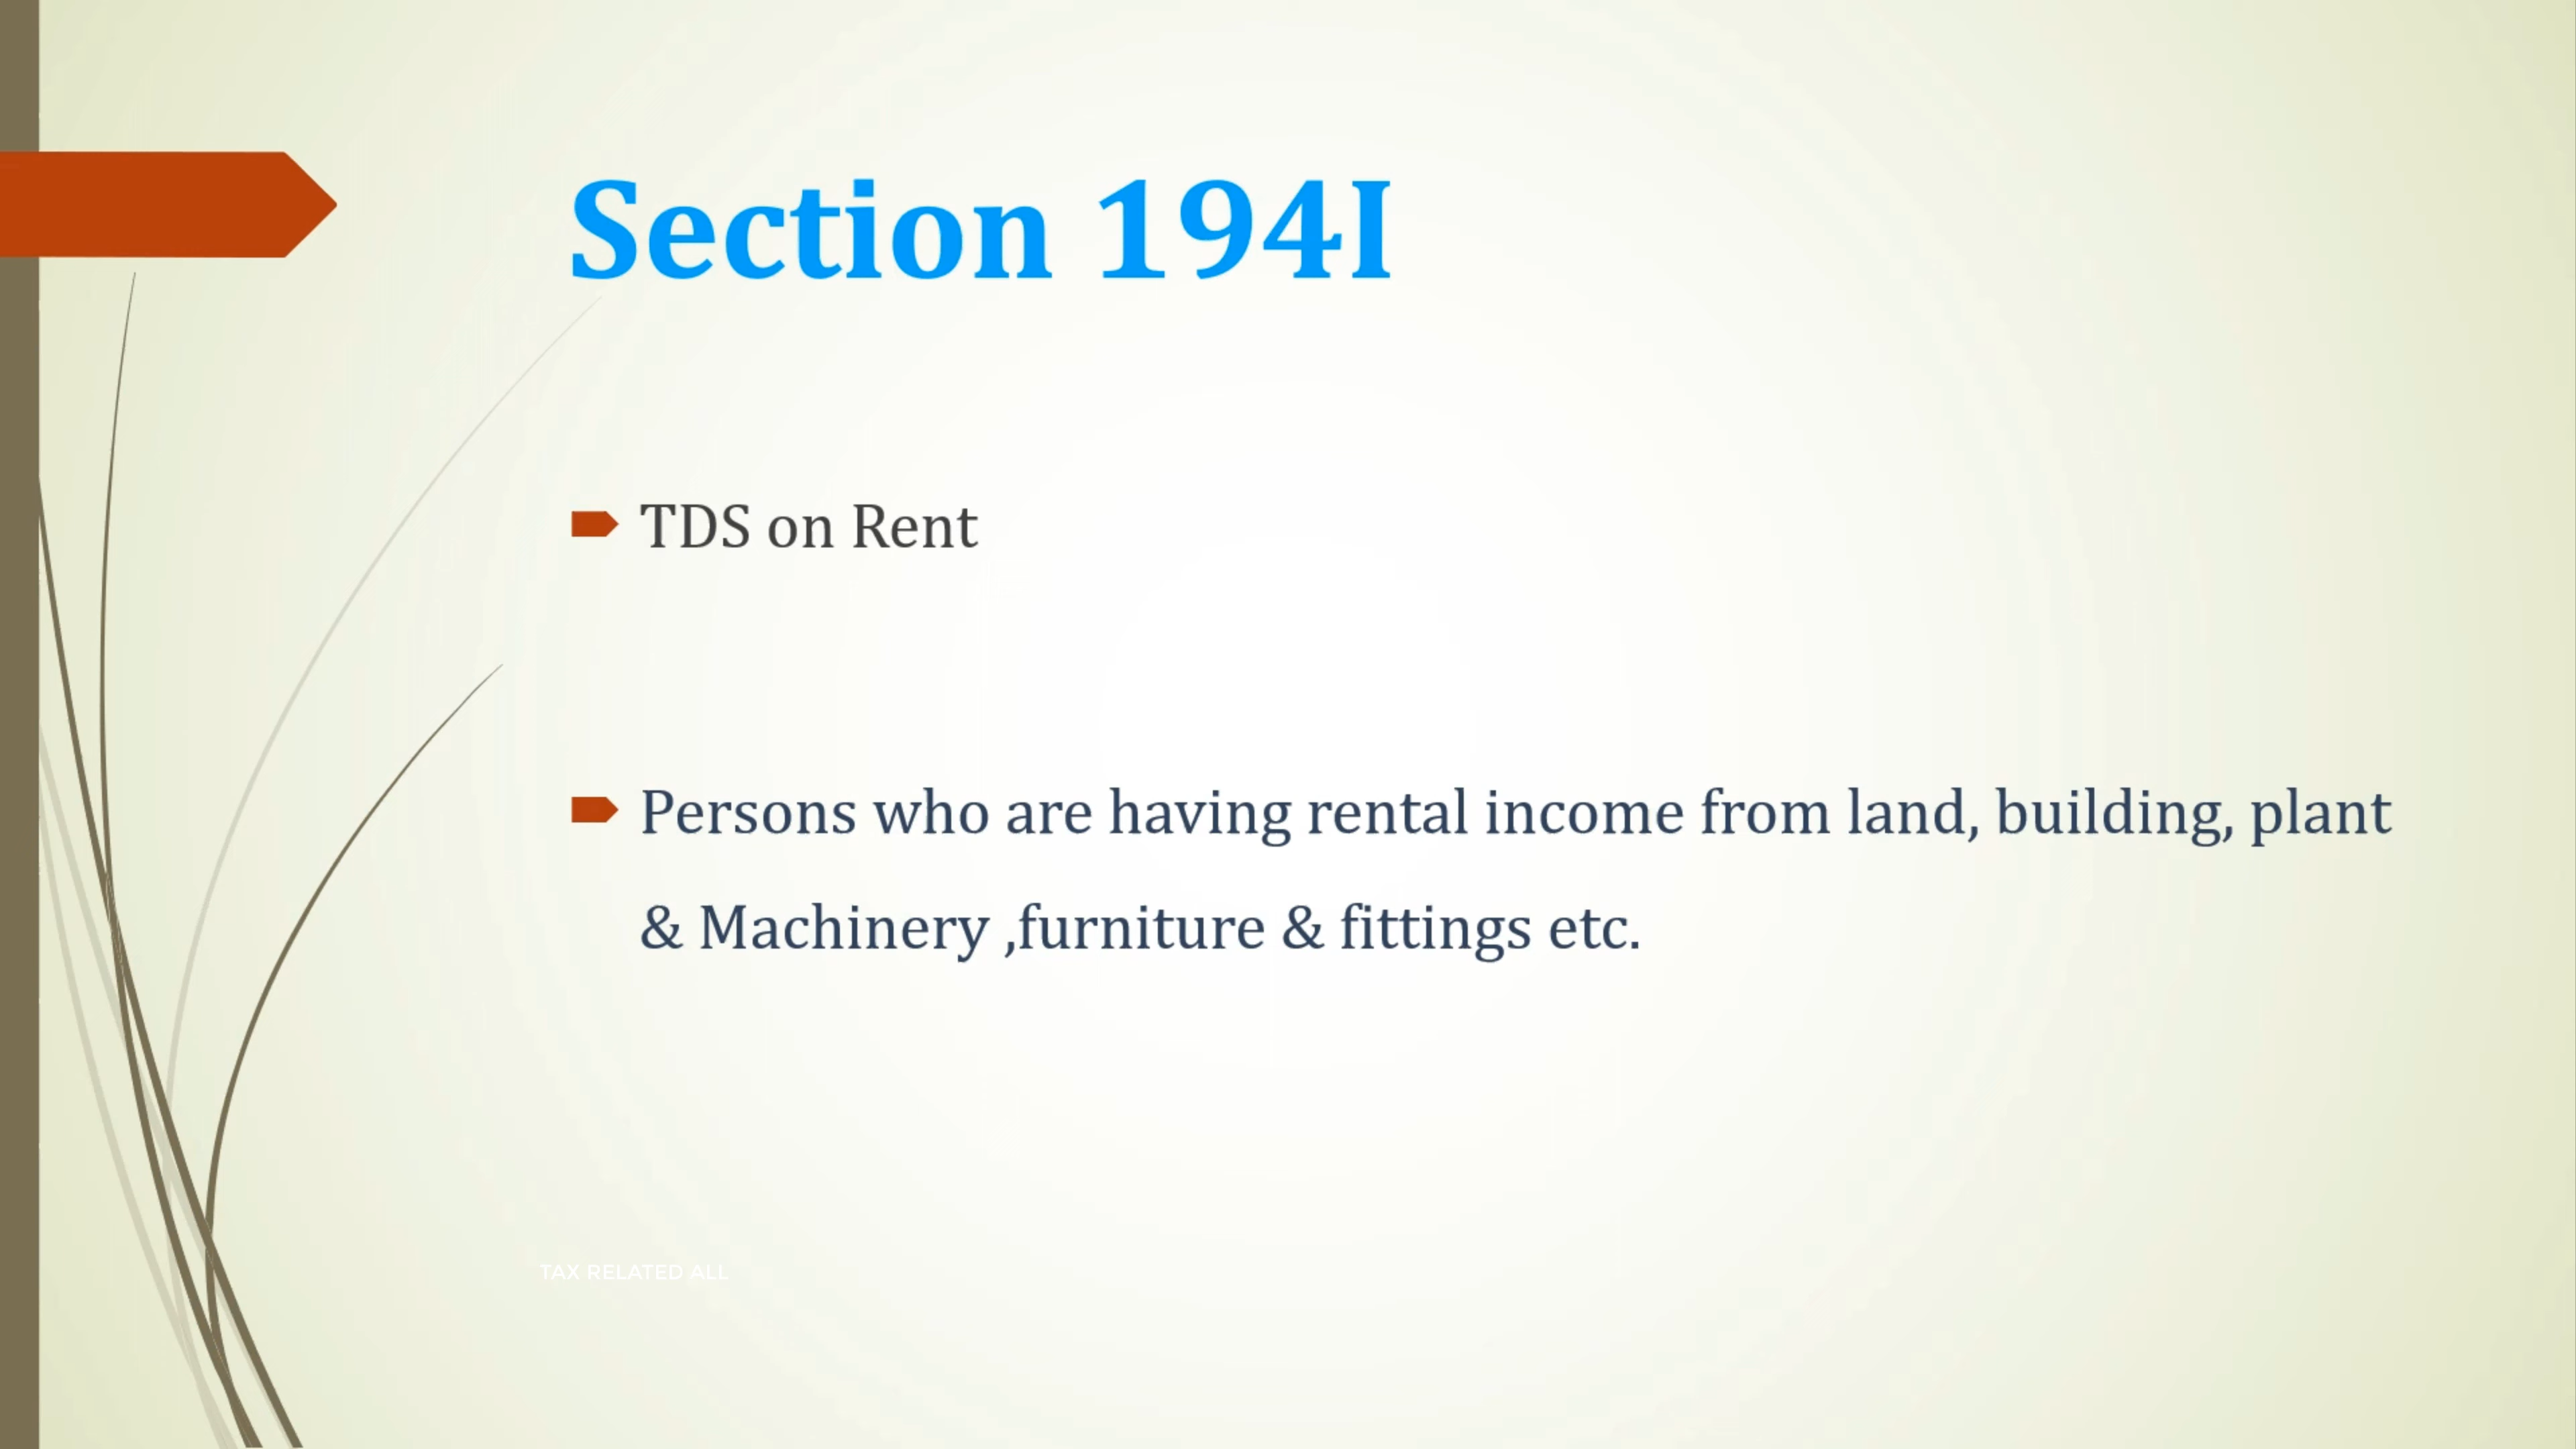 Section 194I
TDS on Rent
Persons who are having rental income from land, building, plant
& Machinery ,furniture & fittings etc.
TAX RELATED ALL